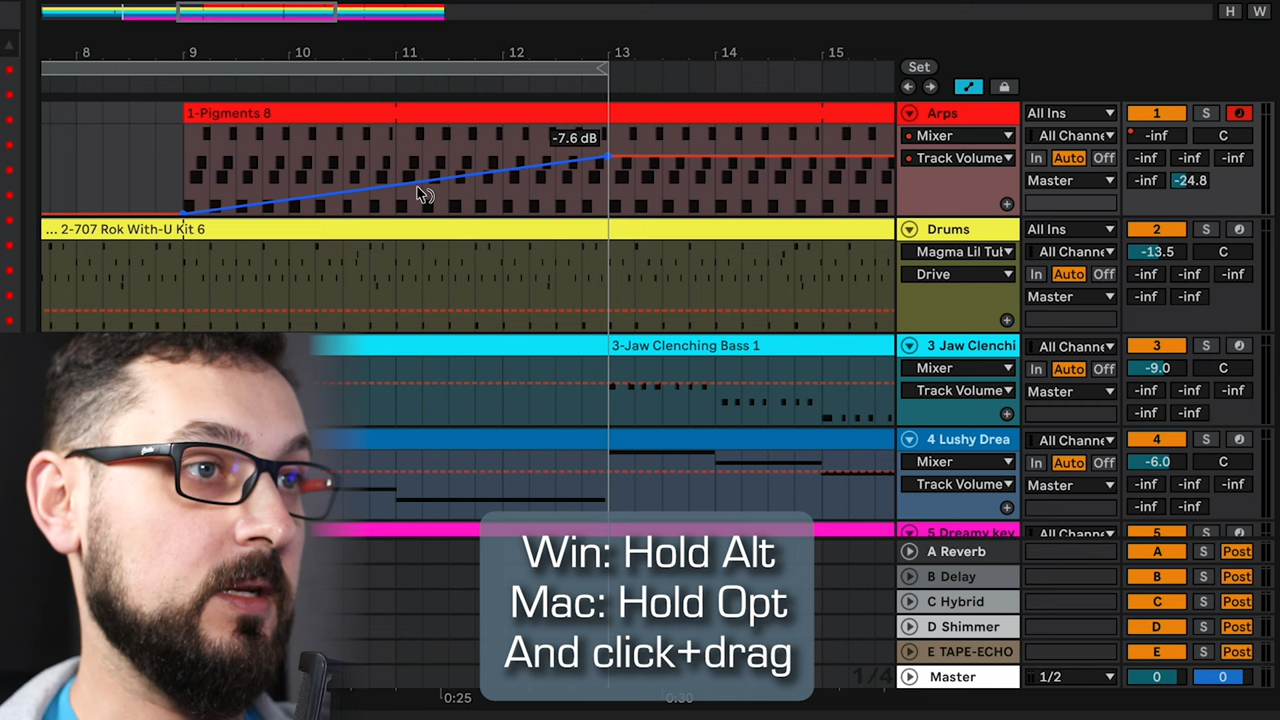 H W
8 9 10 11 12 13 14 15
Set
1-Pigments 8
-7.6 dB
Arps
Mixer
Track Volume
All Ins
All Channe
In Auto Off
Master
1 S
-inf C
-inf -inf -inf
-inf -24.8
... 2-707 Rok With-U Kit 6
Drums
Magma Lil Tul
Drive
All Ins
All Channe
In Auto Off
Master
2 S
-13.5 C
-inf -inf -inf
-inf -inf
3-Jaw Clenching Bass 1
3 Jaw Clenchi
Mixer
Track Volume
All Channe
In Auto Off
Master
3 S
-9.0 C
-inf -inf -inf
-inf -inf
4 Lushy Drea
Mixer
Track Volume
All Channe
In Auto Off
Master
4 S
-6.0 C
-inf -inf -inf
-inf -inf
5 Dreamy key
All Channe
5 S
A Reverb
A S Post
B Delay
B S Post
C Hybrid
C S Post
D Shimmer
D S Post
E TAPE-ECHO
E S Post
Master
1/2
0 0
1/4
0:25 0:30
Win: Hold Alt
Mac: Hold Opt
And click+drag